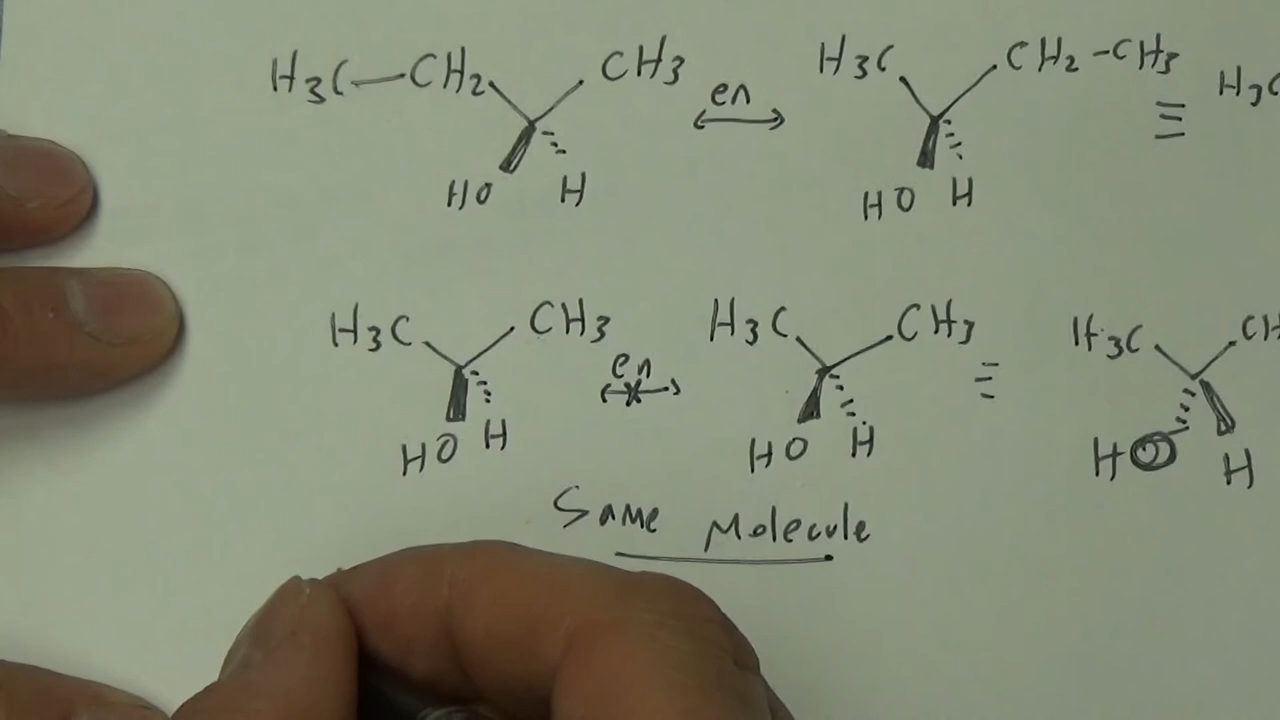 H3C—CH2 CH3 en H3C CH2-CH3 ≡ H3C
HO H HO H
H3C CH3 en H3C CH3 = H3C CH
HO H HO H HO H
Same Molecule